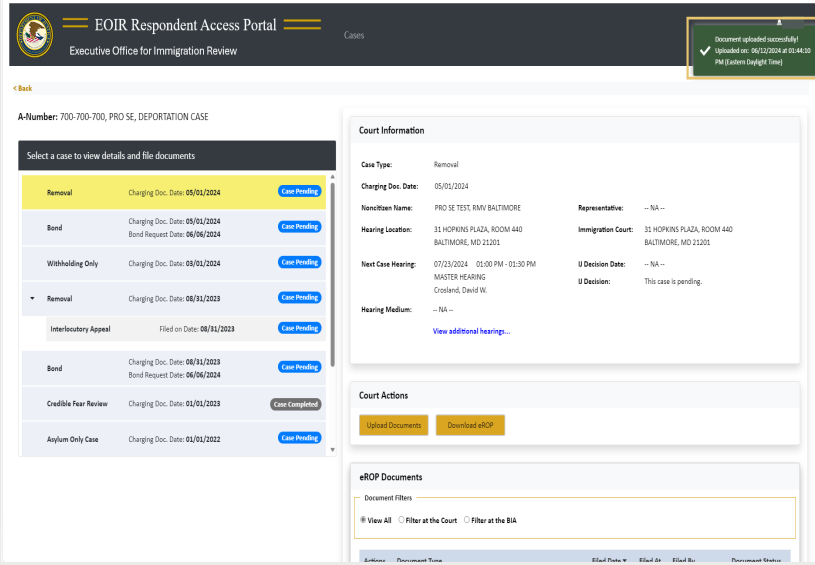 EOIR Respondent Access Portal
Executive Office for Immigration Review
Cases
Document uploaded successfully!
Uploaded on: 06/12/2024 at 01:44:10
PM (Eastern Daylight Time)
< Back
A-Number: 700-700-700, PRO SE, DEPORTATION CASE
Select a case to view details and file documents
Removal Charging Doc. Date: 05/01/2024 Case Pending
Bond Charging Doc. Date: 05/01/2024 Case Pending
Bond Request Date: 06/06/2024
Withholding Only Charging Doc. Date: 03/01/2024 Case Pending
Removal Charging Doc. Date: 08/31/2023 Case Pending
Interlocutory Appeal Filed on Date: 08/31/2023 Case Pending
Bond Charging Doc. Date: 08/31/2023 Case Pending
Bond Request Date: 06/06/2024
Credible Fear Review Charging Doc. Date: 01/01/2023 Case Completed
Asylum Only Case Charging Doc. Date: 01/01/2022 Case Pending
Court Information
Case Type: Removal
Charging Doc. Date: 05/01/2024
Noncitizen Name: PRO SE TEST, RMV BALTIMORE Representative: -- NA --
Hearing Location: 31 HOPKINS PLAZA, ROOM 440 Immigration Court: 31 HOPKINS PLAZA, ROOM 440
BALTIMORE, MD 21201 BALTIMORE, MD 21201
Next Case Hearing: 07/23/2024 01:00 PM - 01:30 PM IJ Decision Date: -- NA --
MASTER HEARING IJ Decision: This case is pending.
Crosland, David W.
Hearing Medium: -- NA --
View additional hearings...
Court Actions
Upload Documents Download eROP
eROP Documents
Document Filters
View All Filter at the Court Filter at the BIA
Actions Document Type Filed Date Filed At Filed By Document Status